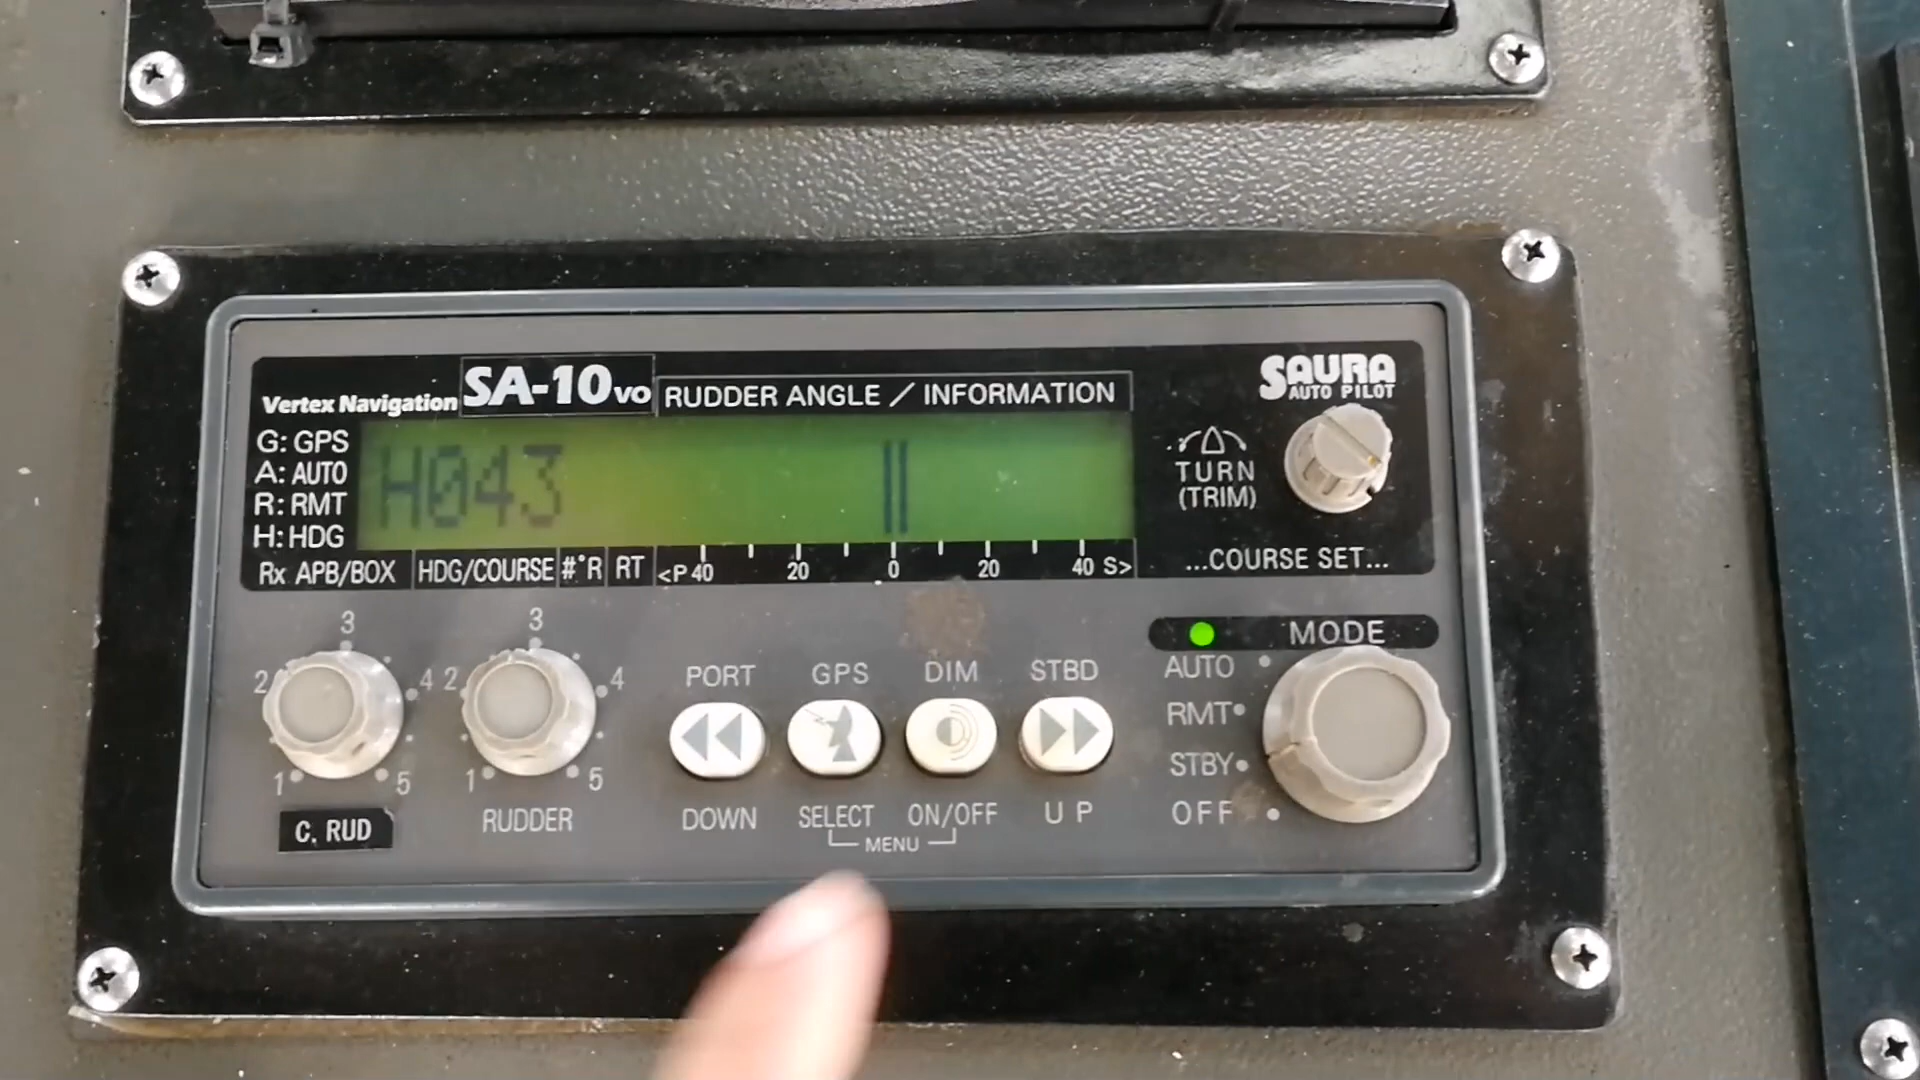 Vertex Navigation SA-10 VO RUDDER ANGLE / INFORMATION
SAURA
AUTO PILOT
G: GPS
A: AUTO
R: RMT
H: HDG
H043
TURN
(TRIM)
Rx APB/BOX HDG/COURSE #°R RT <P 40 20 0 20 40 S>
...COURSE SET...
1 2 3 4 5
C. RUD
1 2 3 4 5
RUDDER
PORT GPS DIM STBD
DOWN SELECT ON/OFF UP
MENU
MODE
AUTO
RMT
STBY
OFF